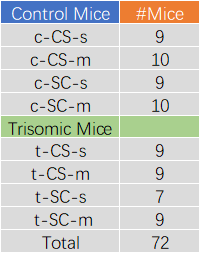 Control Mice #Mice
c-CS-s 9
c-CS-m 10
c-SC-s 9
c-SC-m 10
Trisomic Mice
t-CS-s 9
t-CS-m 9
t-SC-s 7
t-SC-m 9
Total 72